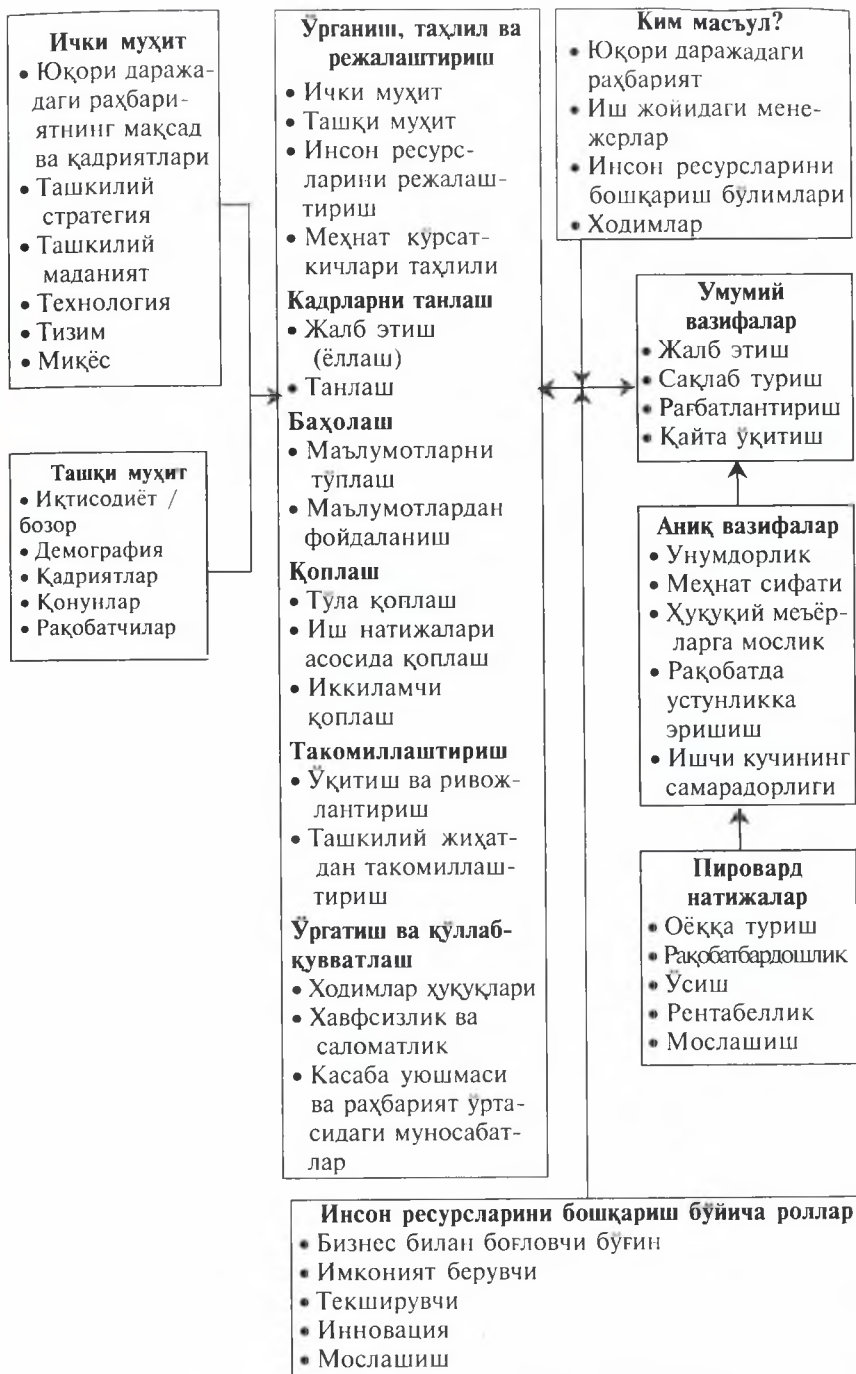 Ички муҳит
• Юқори даража-
даги раҳбари-
ятнинг мақсад
ва қадриятлари
• Ташкилий
стратегия
• Ташкилий
маданият
• Технология
• Тизим
• Миқёс
Ташқи муҳит
• Иқтисодиёт /
бозор
• Демография
• Қадриятлар
• Қонунлар
• Рақобатчилар
Ўрганиш, таҳлил ва
режалаштириш
• Ички муҳит
• Ташқи муҳит
• Инсон ресурс-
ларини режалаш-
тириш
• Меҳнат кўрсат-
кичлари таҳлили
Кадрларни танлаш
• Жалб этиш
(ёллаш)
• Танлаш
Баҳолаш
• Маълумотларни
тўплаш
• Маълумотлардан
фойдаланиш
Қоплаш
• Тўла қоплаш
• Иш натижалари
асосида қоплаш
• Иккиламчи
қоплаш
Такомиллаштириш
• Ўқитиш ва ривож-
лантириш
• Ташкилий жиҳат-
дан такомиллаш-
тириш
Ўргатиш ва қўллаб-
қувватлаш
• Ходимлар ҳуқуқлари
• Хавфсизлик ва
саломатлик
• Касаба уюшмаси
ва раҳбарият ўрта-
сидаги муносабат-
лар
Ким масъул?
• Юқори даражадаги
раҳбарият
• Иш жойидаги мене-
жерлар
• Инсон ресурсларини
бошқариш бўлимлари
• Ходимлар
Умумий
вазифалар
• Жалб этиш
• Сақлаб туриш
• Рағбатлантириш
• Қайта ўқитиш
Аниқ вазифалар
• Унумдорлик
• Меҳнат сифати
• Ҳуқуқий меъёр-
ларга мослик
• Рақобатда
устунликка
эришиш
• Ишчи кучининг
самарадорлиги
Пировард
натижалар
• Оёққа туриш
• Рақобатбардошлик
• Ўсиш
• Рентабеллик
• Мослашиш
Инсон ресурсларини бошқариш бўйича роллар
• Бизнес билан боғловчи бўғин
• Имконият берувчи
• Текширувчи
• Инновация
• Мослашиш